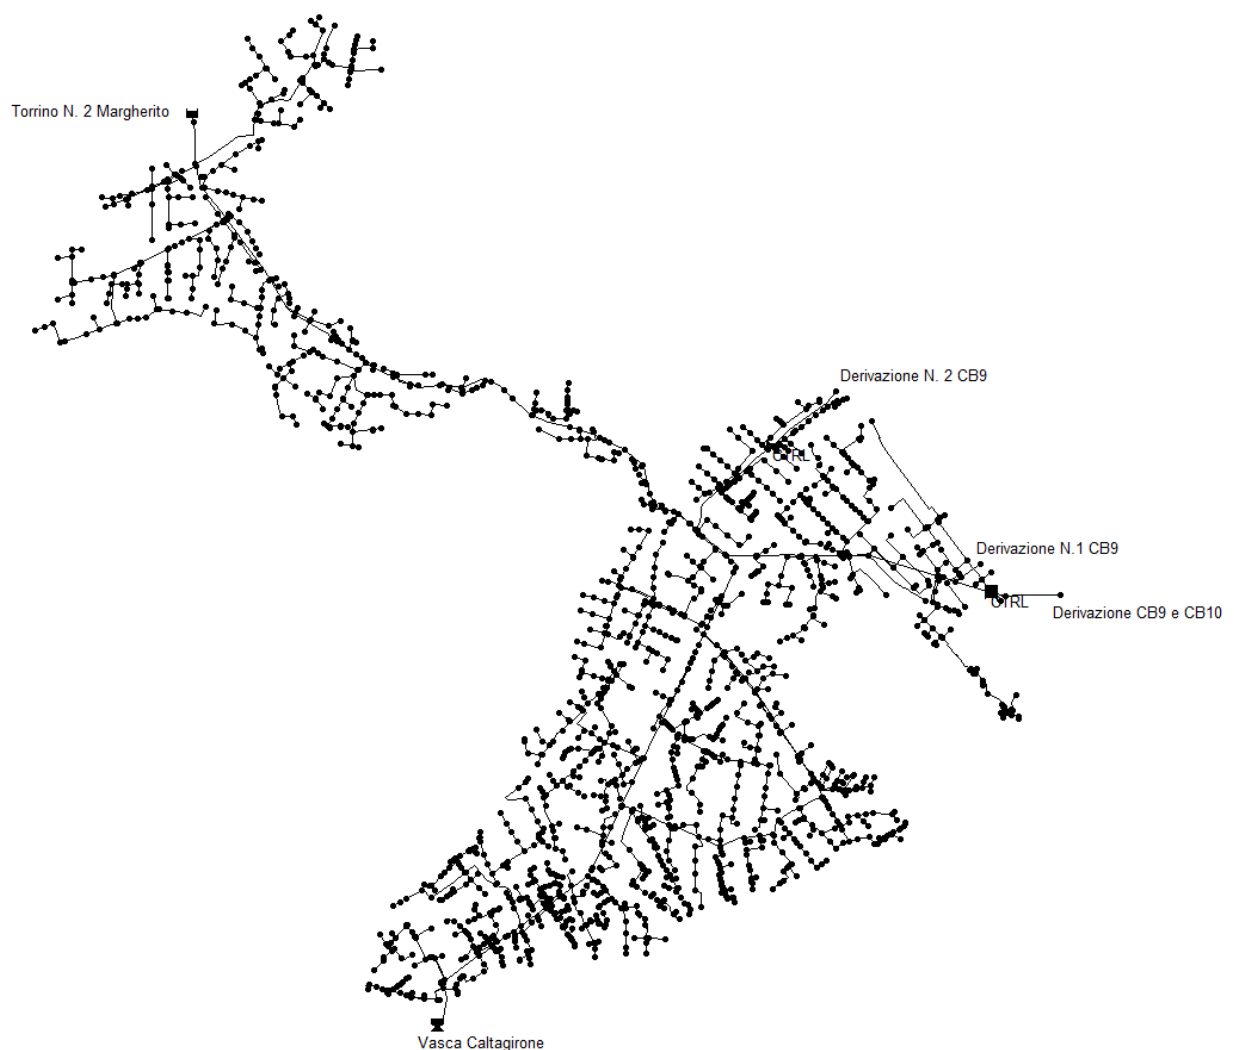 Torrino N. 2 Margherito
Derivazione N. 2 CB9
CTRL
Derivazione N.1 CB9
CTRL
Derivazione CB9 e CB10
Vasca Caltagirone